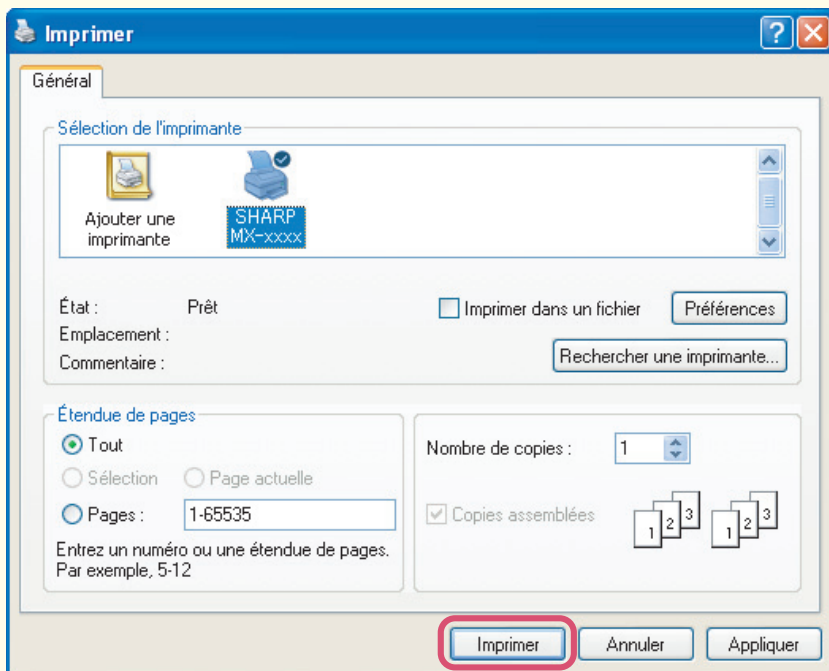 Imprimer
Général
Sélection de l'imprimante
Ajouter une
imprimante
SHARP
MX-xxxx
État :
Prêt
Imprimer dans un fichier
Préférences
Emplacement :
Commentaire :
Rechercher une imprimante...
Étendue de pages
Tout
Sélection
Page actuelle
Pages :
1-65535
Entrez un numéro ou une étendue de pages.
Par exemple, 5-12
Nombre de copies :
1
Copies assemblées
1 2 3 1 2 3
Imprimer
Annuler
Appliquer